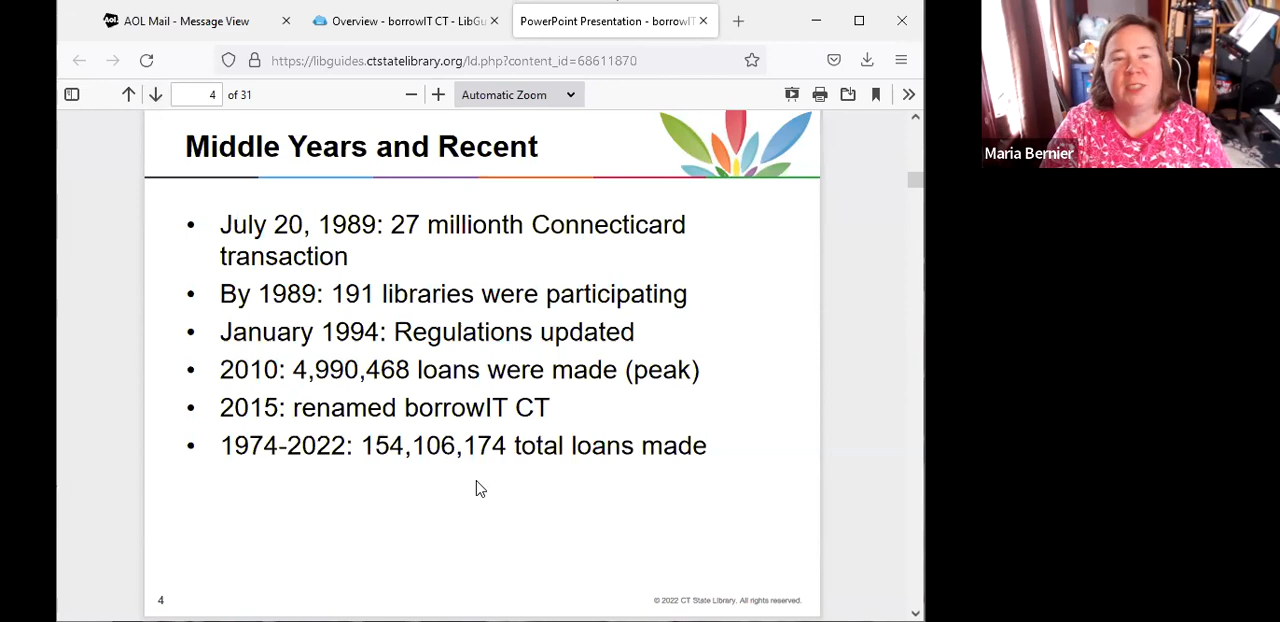 AOL Mail - Message View
Overview - borrowIT CT - LibGu
PowerPoint Presentation - borrowIT
https://libguides.ctstatelibrary.org/ld.php?content_id=68611870
4 of 31
Automatic Zoom
Maria Bernier
Middle Years and Recent
• July 20, 1989: 27 millionth Connecticard
transaction
• By 1989: 191 libraries were participating
• January 1994: Regulations updated
• 2010: 4,990,468 loans were made (peak)
• 2015: renamed borrowIT CT
• 1974-2022: 154,106,174 total loans made
4
© 2022 CT State Library. All rights reserved.